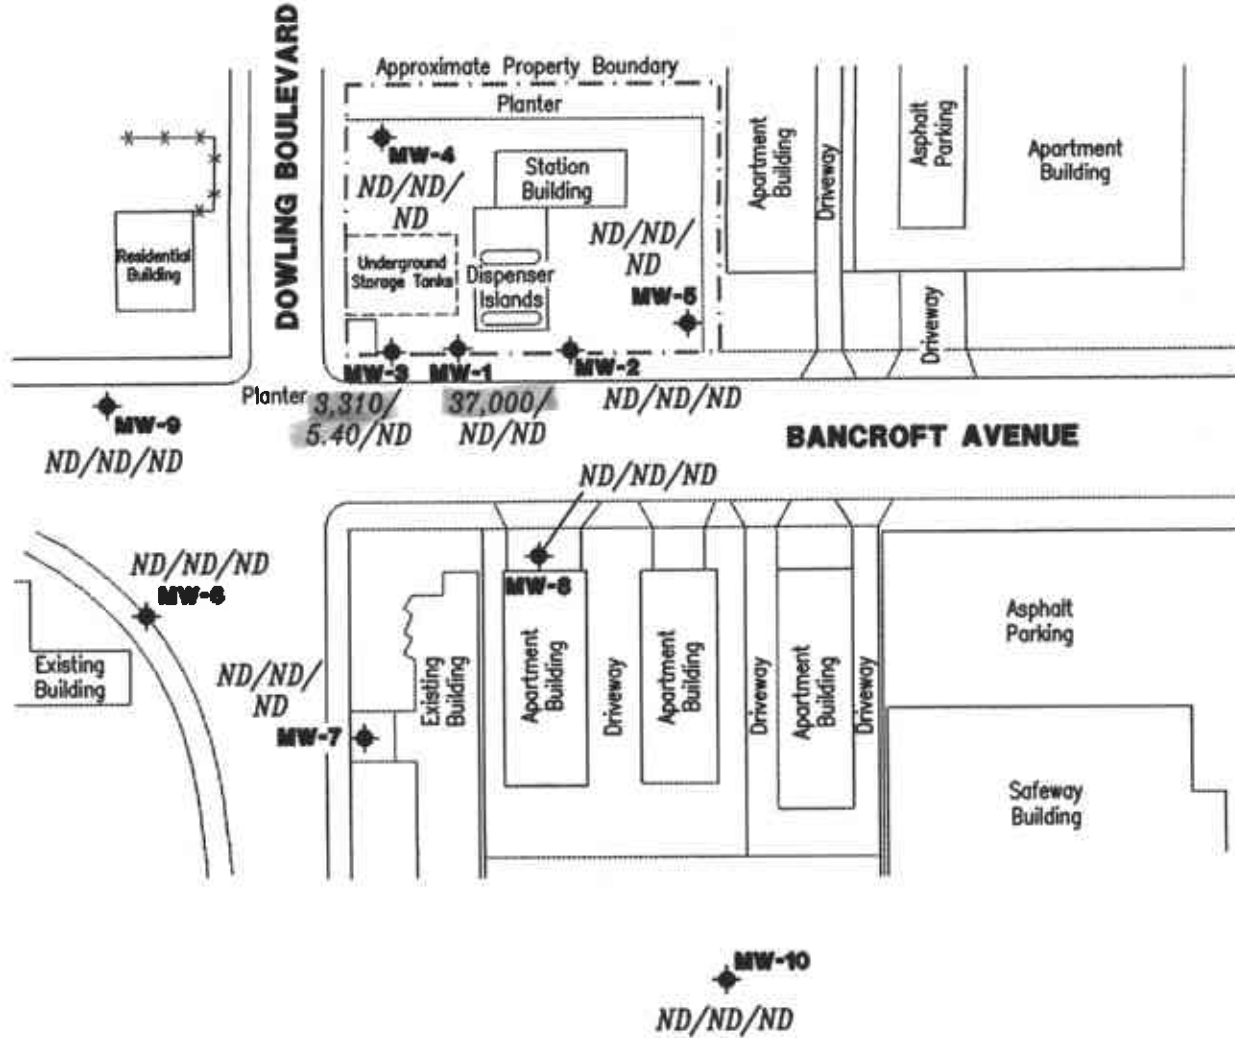 DOWLING BOULEVARD
Approximate Property Boundary
Planter
MW-4
ND/ND/
ND
Station
Building
Apartment
Building
Driveway
Asphalt
Parking
Apartment
Building
Residential
Building
Underground
Storage Tanks
Dispenser
Islands
ND/ND/
ND
MW-5
Driveway
MW-3
MW-1
MW-2
Planter
3,310/
5.40/ND
37,000/
ND/ND
ND/ND/ND
MW-9
ND/ND/ND
BANCROFT AVENUE
ND/ND/ND
MW-8
ND/ND/ND
MW-6
Existing
Building
ND/ND/
ND
MW-7
Existing
Building
Apartment
Building
Driveway
Apartment
Building
Driveway
Apartment
Building
Driveway
Asphalt
Parking
Safeway
Building
MW-10
ND/ND/ND